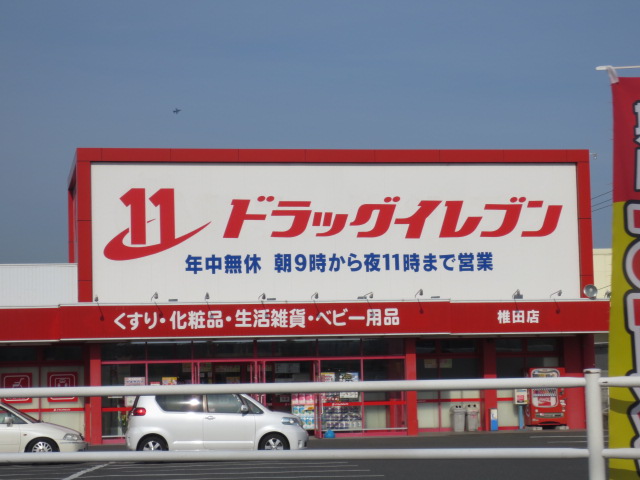 11 ドラッグイレブン
年中無休 朝9時から夜11時まで営業
くすり・化粧品・生活雑貨・ベビー用品 椎田店